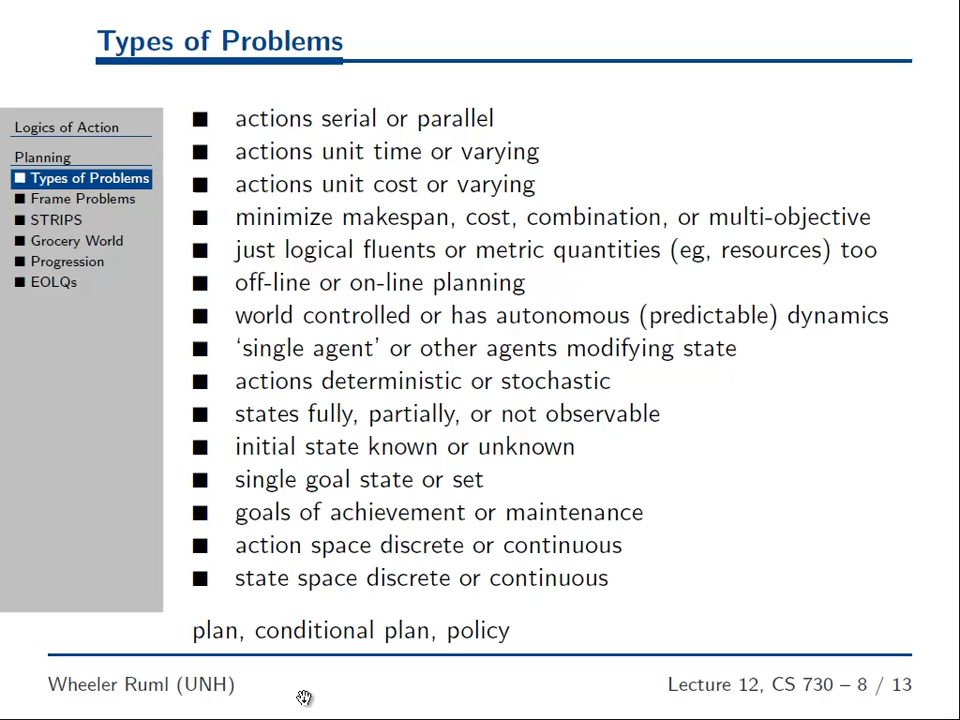 Types of Problems
Logics of Action
Planning
Types of Problems
Frame Problems
STRIPS
Grocery World
Progression
EOLQs
■ actions serial or parallel
■ actions unit time or varying
■ actions unit cost or varying
■ minimize makespan, cost, combination, or multi-objective
■ just logical fluents or metric quantities (eg, resources) too
■ off-line or on-line planning
■ world controlled or has autonomous (predictable) dynamics
■ ‘single agent’ or other agents modifying state
■ actions deterministic or stochastic
■ states fully, partially, or not observable
■ initial state known or unknown
■ single goal state or set
■ goals of achievement or maintenance
■ action space discrete or continuous
■ state space discrete or continuous
plan, conditional plan, policy
Wheeler Ruml (UNH)
Lecture 12, CS 730 – 8 / 13